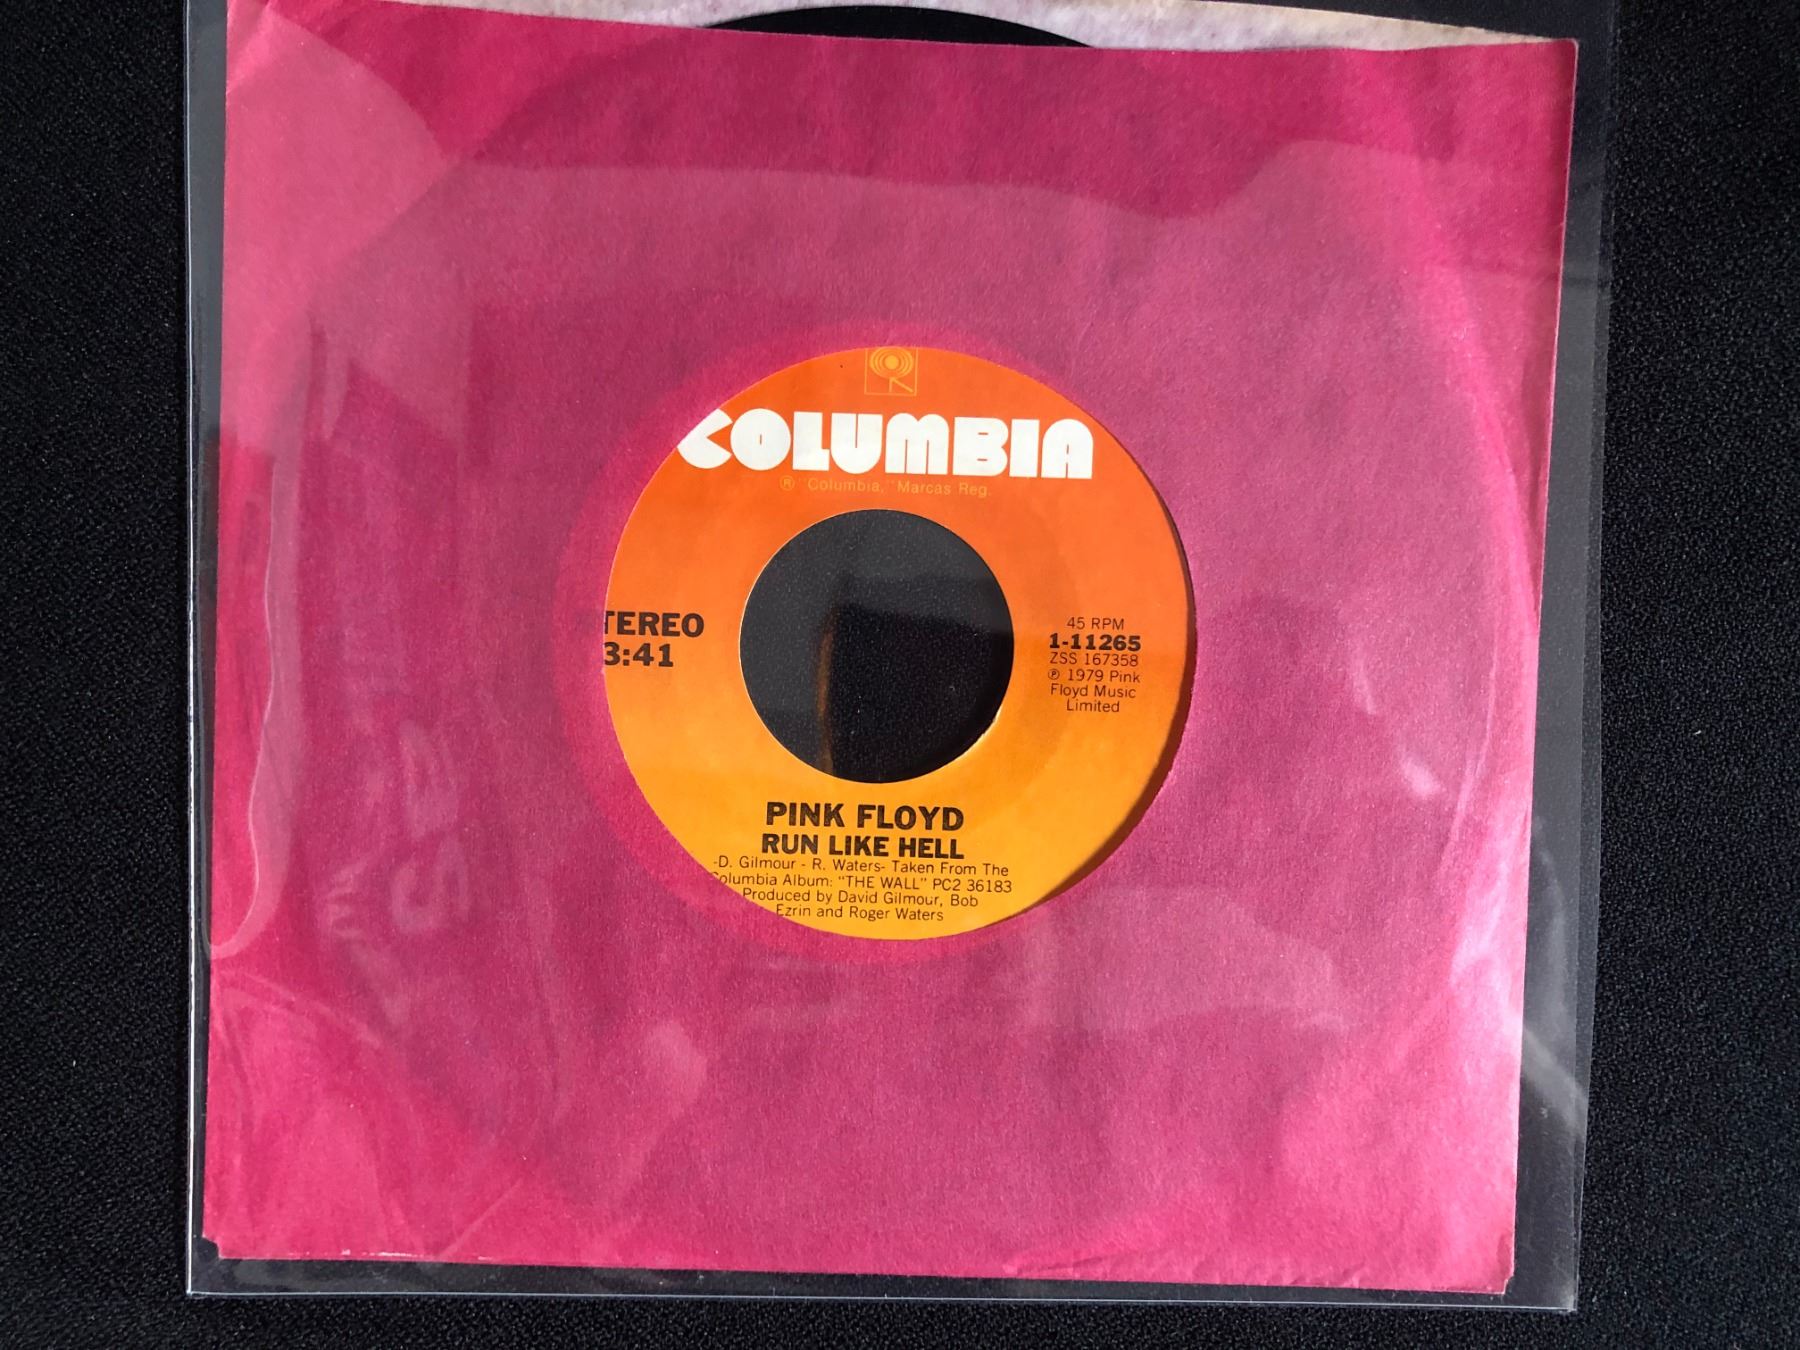 COLUMBIA
® "Columbia," Marcas Reg.
TEREO
3:41
45 RPM
1-11265
ZSS 167358
℗ 1979 Pink
Floyd Music
Limited
PINK FLOYD
RUN LIKE HELL
-D. Gilmour - R. Waters- Taken From The
Columbia Album: "THE WALL" PC2 36183
Produced by David Gilmour, Bob
Ezrin and Roger Waters